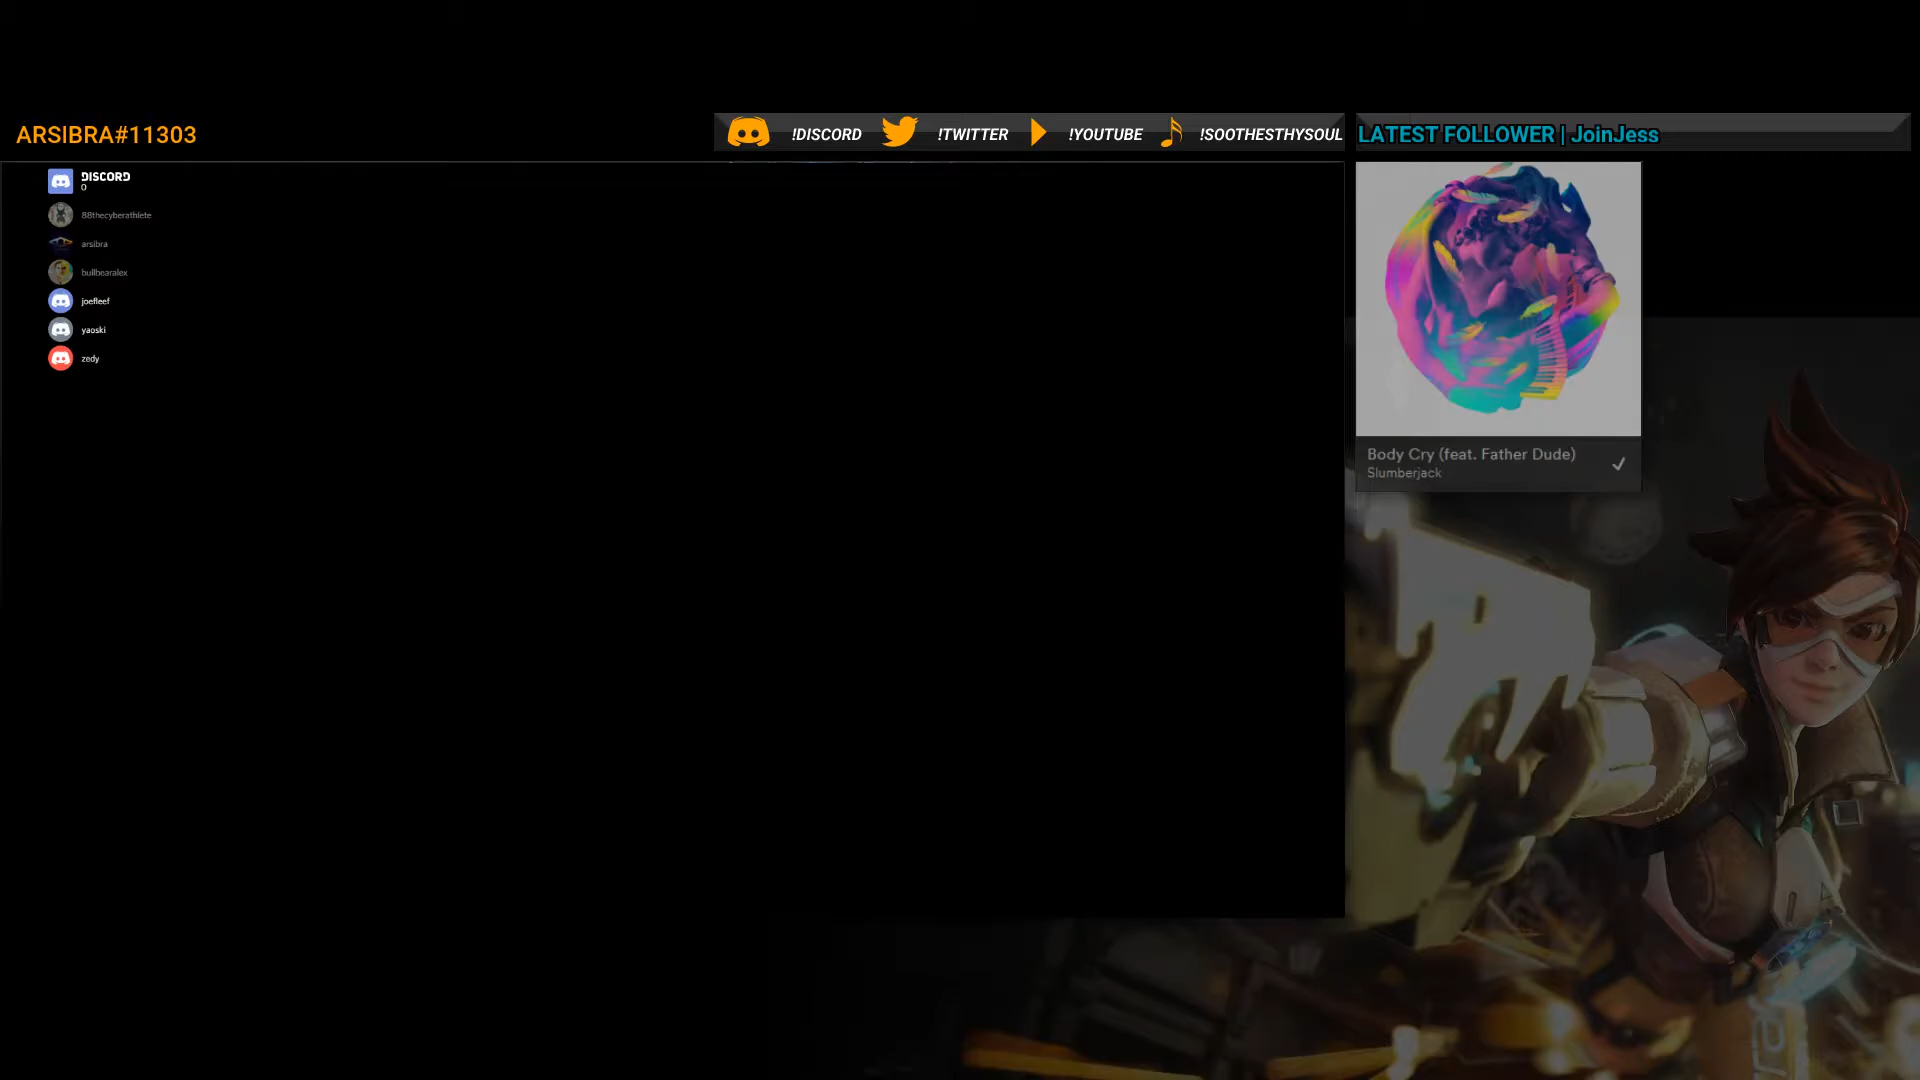 ARSIBRA#11303
!DISCORD !TWITTER !YOUTUBE !SOOTHESTHYSOUL
LATEST FOLLOWER | JoinJess
DISCORD
0
88thecyberathlete
arsibra
bullbearalex
joefleef
yaoski
zedy
Body Cry (feat. Father Dude)
Slumberjack